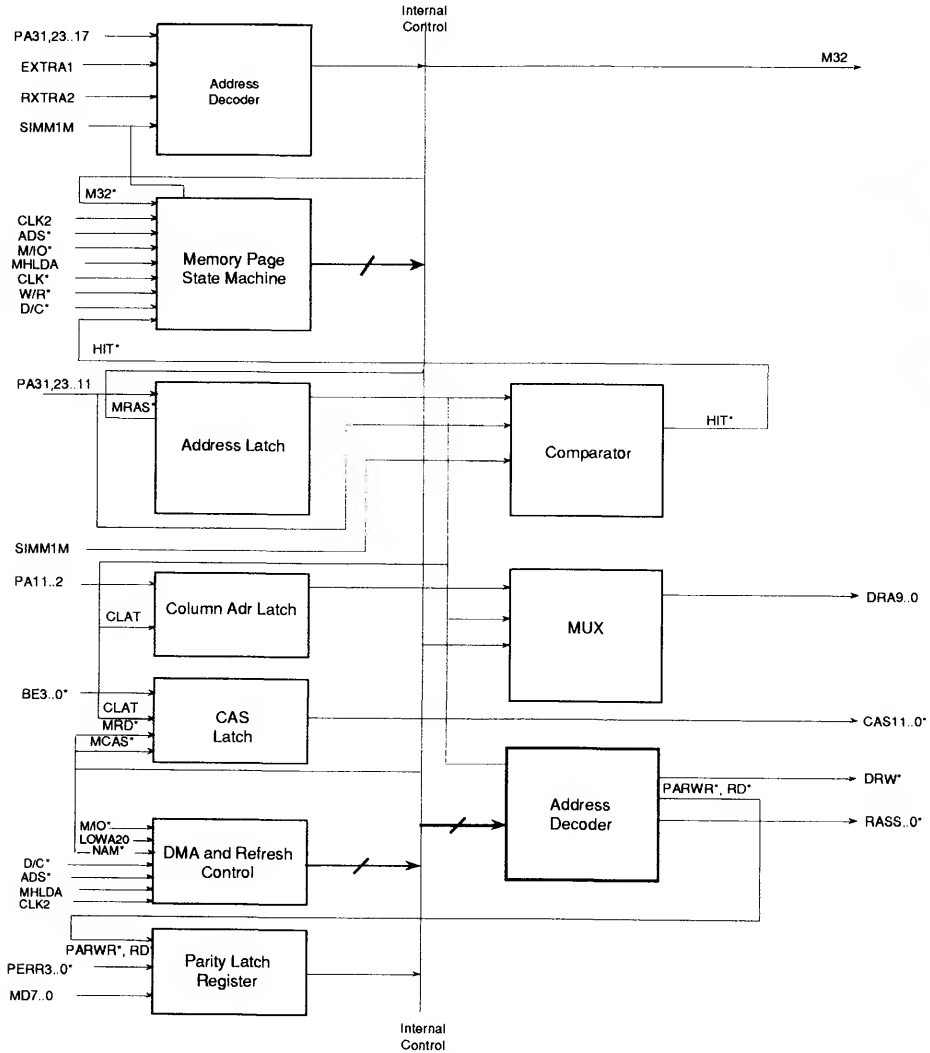 Internal
Control
PA31,23..17
EXTRA1
RXTRA2
SIMM1M
Address
Decoder
M32
M32*
CLK2
ADS*
M/IO*
MHLDA
CLK*
W/R*
D/C*
Memory Page
State Machine
HIT*
PA31,23..11
MRAS*
Address Latch
Comparator
HIT*
SIMM1M
PA11..2
CLAT
Column Adr Latch
MUX
DRA9..0
BE3..0*
CLAT
MRD*
MCAS*
CAS
Latch
CAS11..0*
Address
Decoder
DRW*
PARWR*, RD*
RASS..0*
M/IO*
LOWA20
NAM*
D/C*
ADS*
MHLDA
CLK2
DMA and Refresh
Control
PARWR*, RD*
PERR3..0*
MD7..0
Parity Latch
Register
Internal
Control